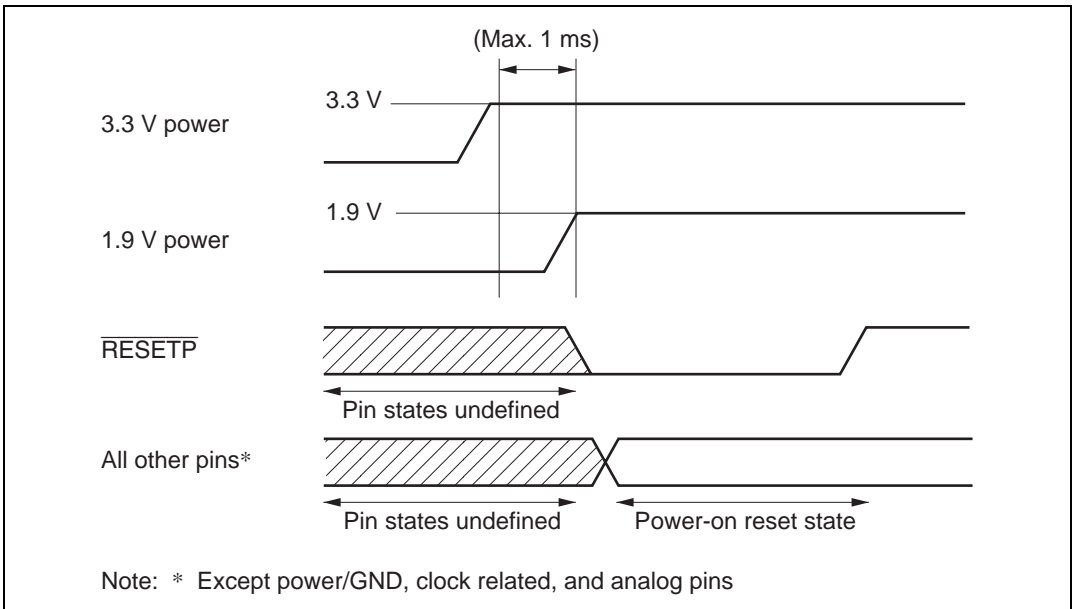 (Max. 1 ms)
3.3 V
3.3 V power
1.9 V
1.9 V power
RESETP
Pin states undefined
All other pins*
Pin states undefined
Power-on reset state
Note: * Except power/GND, clock related, and analog pins